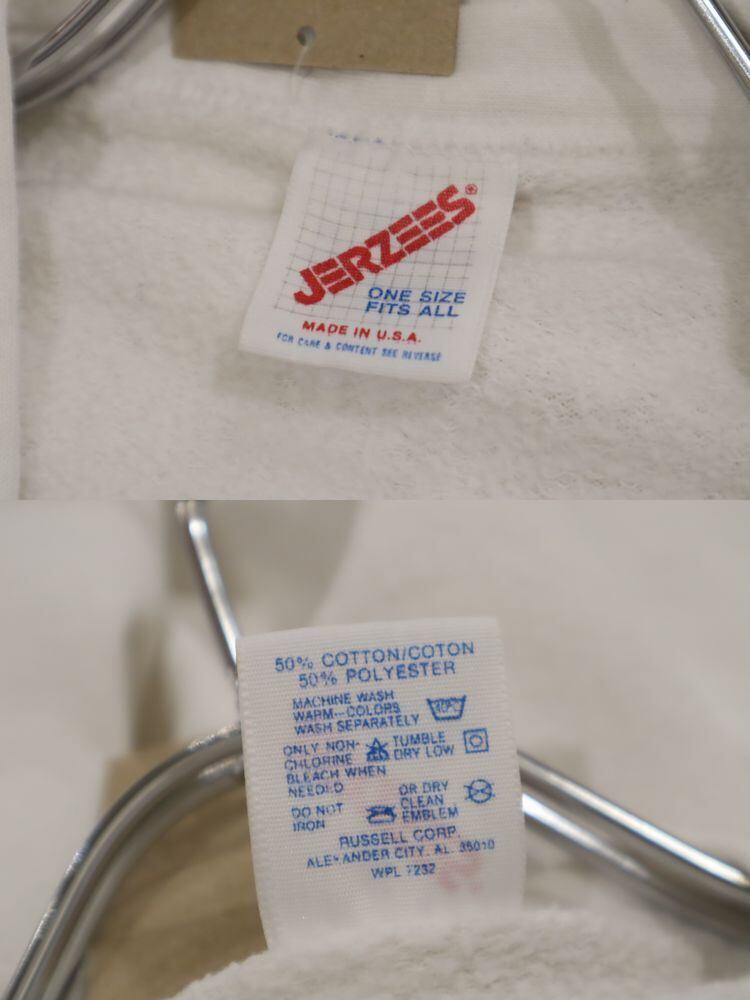 JERZEES®
ONE SIZE
FITS ALL
MADE IN U.S.A.
FOR CARE & CONTENT SEE REVERSE
50% COTTON/COTON
50% POLYESTER
MACHINE WASH
WARM—COLORS
WASH SEPARATELY
ONLY NON-
CHLORINE
BLEACH WHEN
NEEDED
TUMBLE
DRY LOW
DO NOT
IRON
OR DRY
CLEAN
EMBLEM
RUSSELL CORP.
ALEXANDER CITY, AL. 35010
WPL 7232